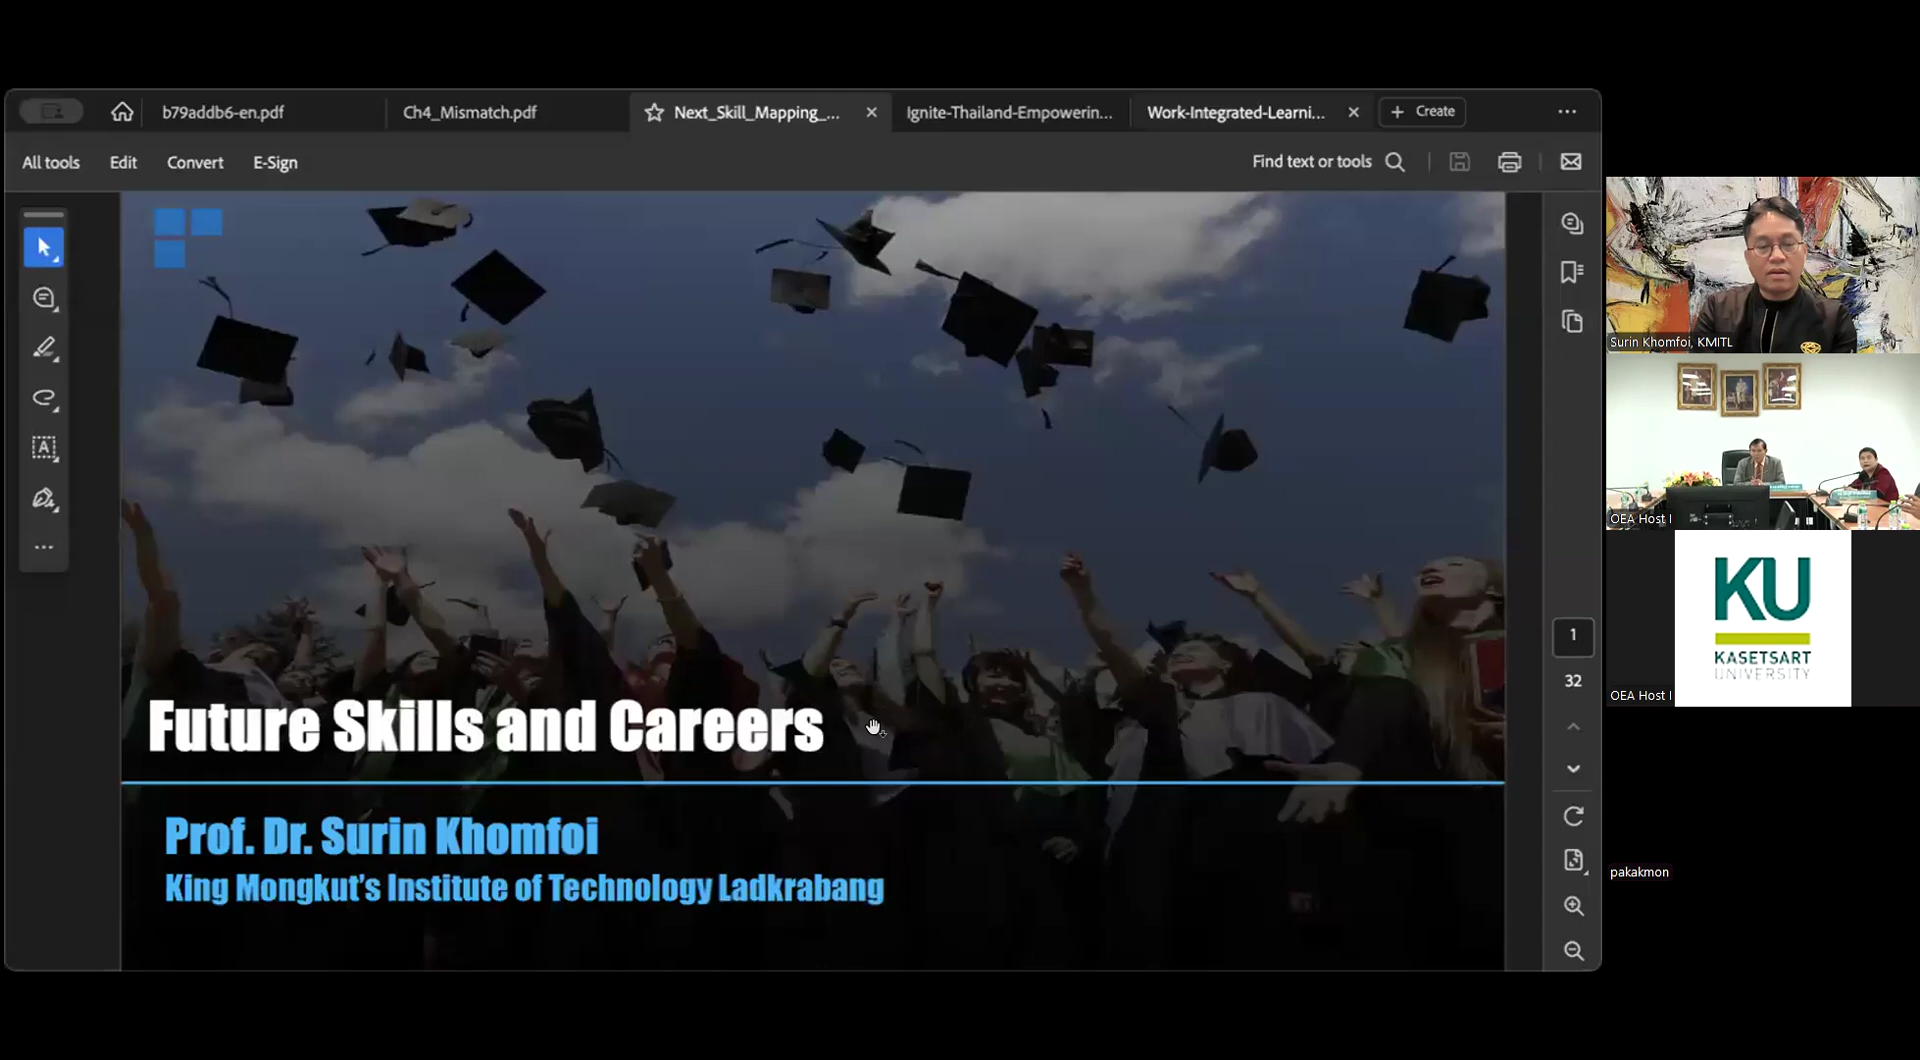 b79addb6-en.pdf
Ch4_Mismatch.pdf
Next_Skill_Mapping_...
Ignite-Thailand-Empowerin...
Work-Integrated-Learni...
Create
All tools
Edit
Convert
E-Sign
Find text or tools
Future Skills and Careers
Prof. Dr. Surin Khomfoi
King Mongkut's Institute of Technology Ladkrabang
1
32
Surin Khomfoi, KMITL
OEA Host I
KU
KASETSART
UNIVERSITY
OEA Host I
pakakmon